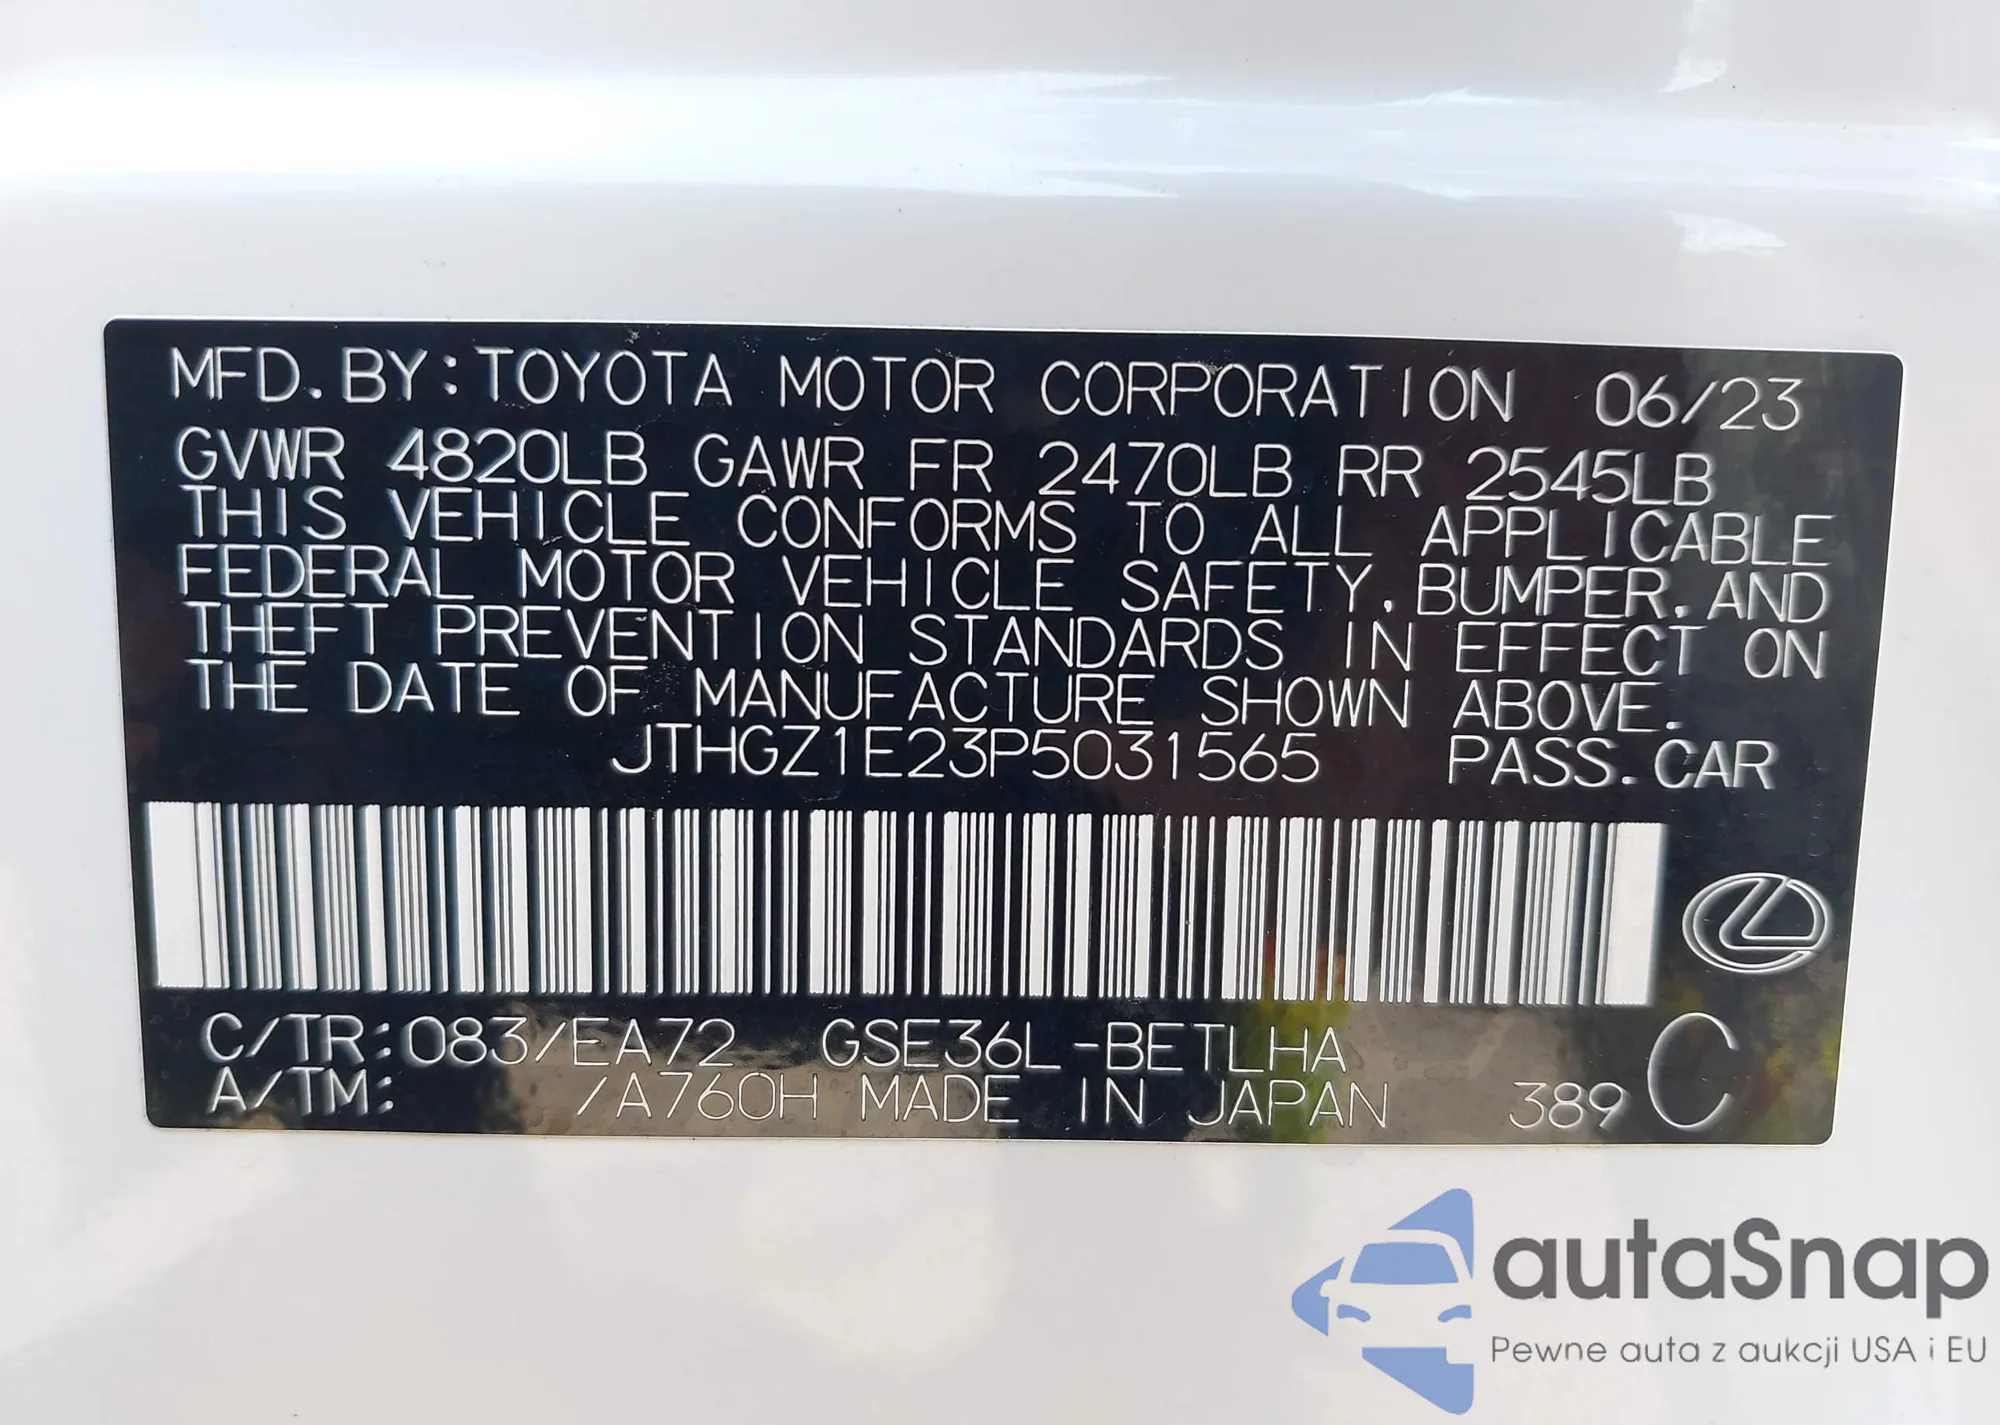 MFD. BY: TOYOTA MOTOR CORPORATION 06/23
GVWR 4820LB GAWR FR 2470LB RR 2545LB
THIS VEHICLE CONFORMS TO ALL APPLICABLE
FEDERAL MOTOR VEHICLE SAFETY, BUMPER, AND
THEFT PREVENTION STANDARDS IN EFFECT ON
THE DATE OF MANUFACTURE SHOWN ABOVE.
JTHGZ1E23P5031565 PASS. CAR
C/TR: 083/EA72 GSE36L-BETLHA
A/TM: /A760H MADE IN JAPAN 389 C
autaSnap
Pewne auta z aukcji USA i EU